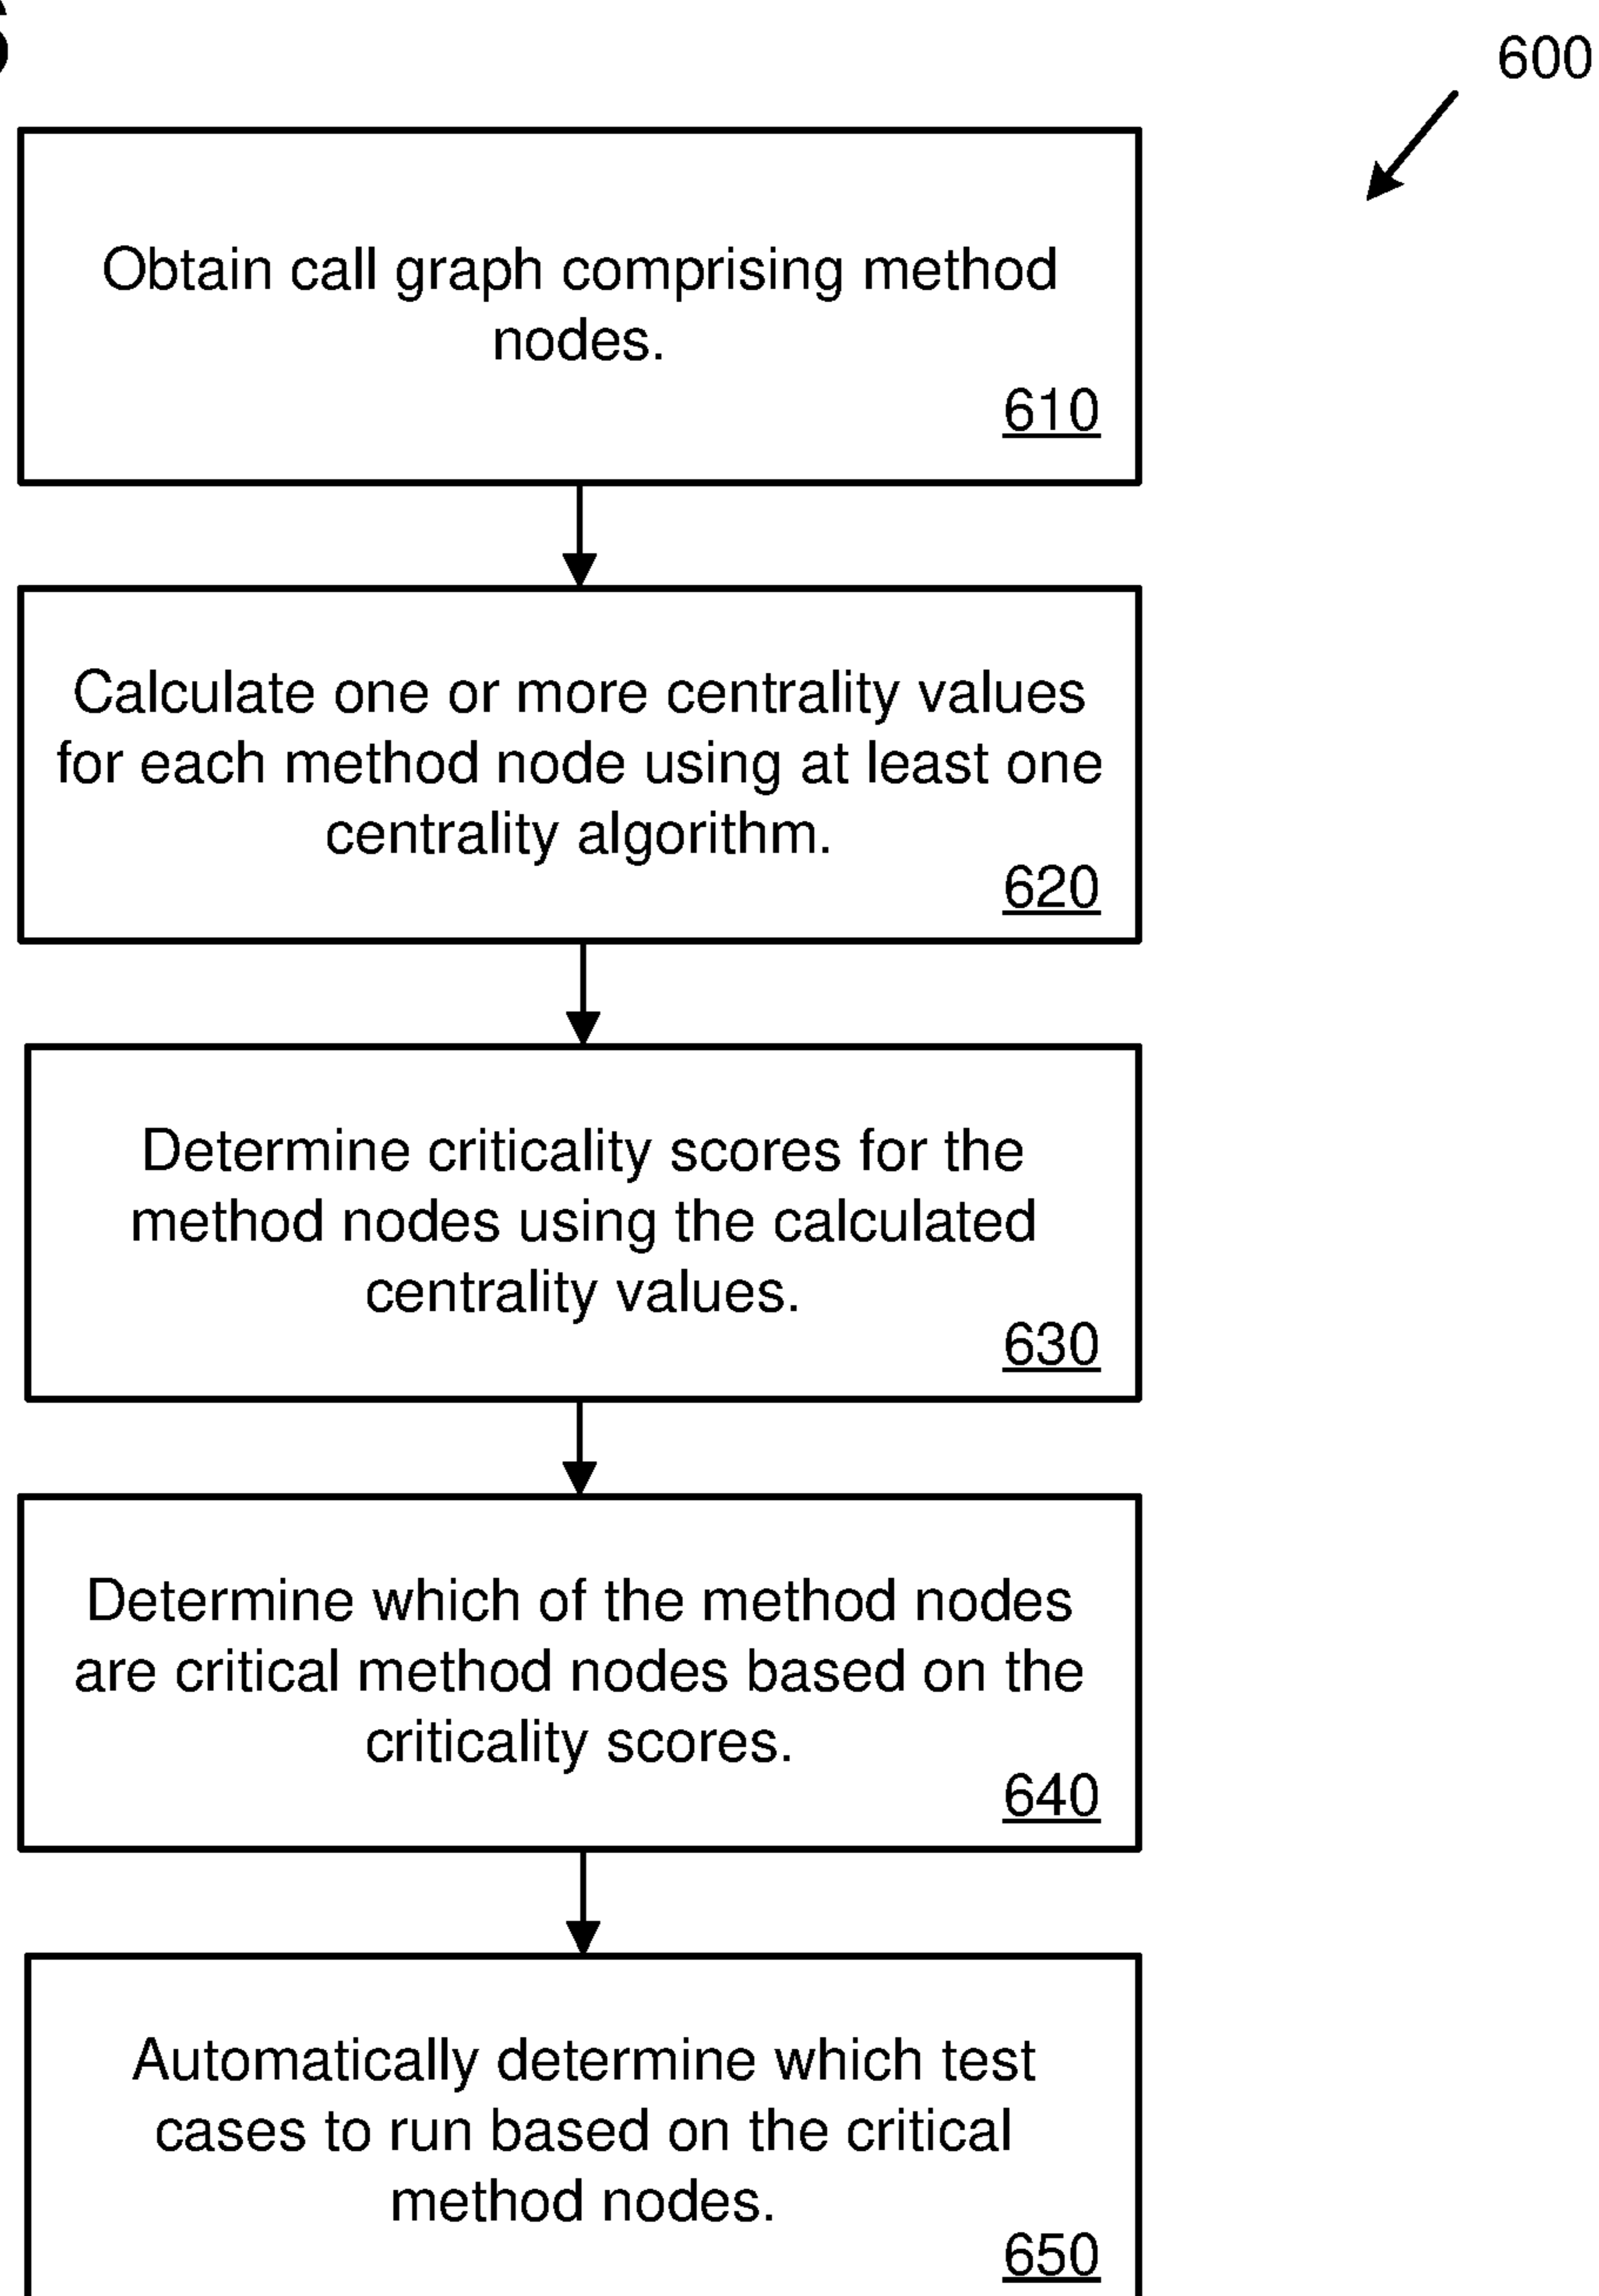 600
Obtain call graph comprising method
nodes.
610
Calculate one or more centrality values
for each method node using at least one
centrality algorithm.
620
Determine criticality scores for the
method nodes using the calculated
centrality values.
630
Determine which of the method nodes
are critical method nodes based on the
criticality scores.
640
Automatically determine which test
cases to run based on the critical
method nodes.
650